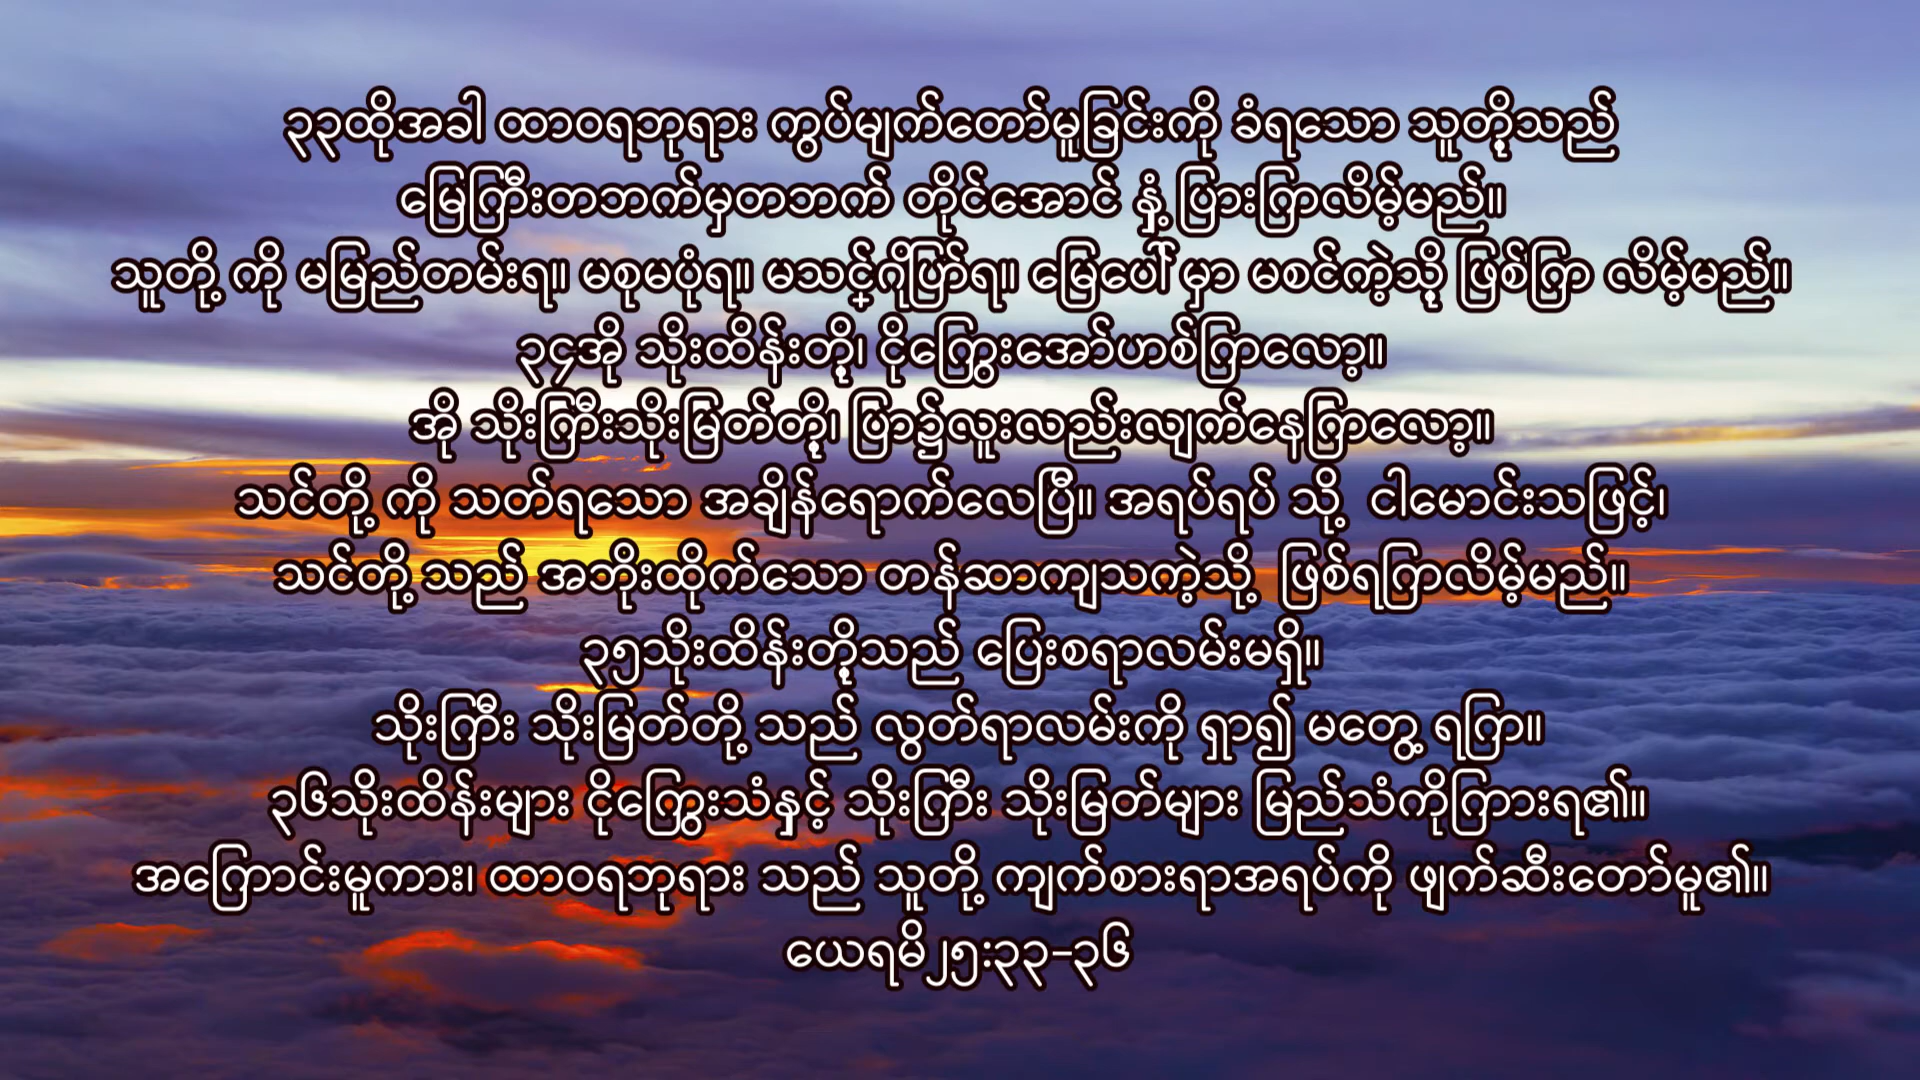 ၃၃ထိုအခါ ထာဝရဘုရား ကွပ်မျက်တော်မူခြင်းကို ခံရသော သူတို့သည်
မြေကြီးတဘက်မှတဘက် တိုင်အောင် နှံ့ ပြားကြလိမ့်မည်။
သူတို့ ကို မမြည်တမ်းရ။ မစုမပုံရ။ မသင်္ဂြိုဟ်ရ။ မြေပေါ် မှာ မစင်ကဲ့သို့ ဖြစ်ကြ လိမ့်မည်။
၃၄အို သိုးထိန်းတို့၊ ငိုကြွေးအော်ဟစ်ကြလော့။
အို သိုးကြီးသိုးမြတ်တို့၊ ပြာ၌လူးလည်းလျက်နေကြလော့။
သင်တို့ ကို သတ်ရသော အချိန်ရောက်လေပြီ။ အရပ်ရပ် သို့ ငါမောင်းသဖြင့်၊
သင်တို့ သည် အဘိုးထိုက်သော တန်ဆာကျသကဲ့သို့ ဖြစ်ရကြလိမ့်မည်။
၃၅သိုးထိန်းတို့သည် ပြေးစရာလမ်းမရှိ။
သိုးကြီး သိုးမြတ်တို့ သည် လွတ်ရာလမ်းကို ရှာ၍ မတွေ့ ရကြ။
၃၆သိုးထိန်းများ ငိုကြွေးသံနှင့် သိုးကြီး သိုးမြတ်များ မြည်သံကိုကြားရ၏။
အကြောင်းမူကား၊ ထာဝရဘုရား သည် သူတို့ ကျက်စားရာအရပ်ကို ဖျက်ဆီးတော်မူ၏။
ယေရမိ၂၅:၃၃-၃၆